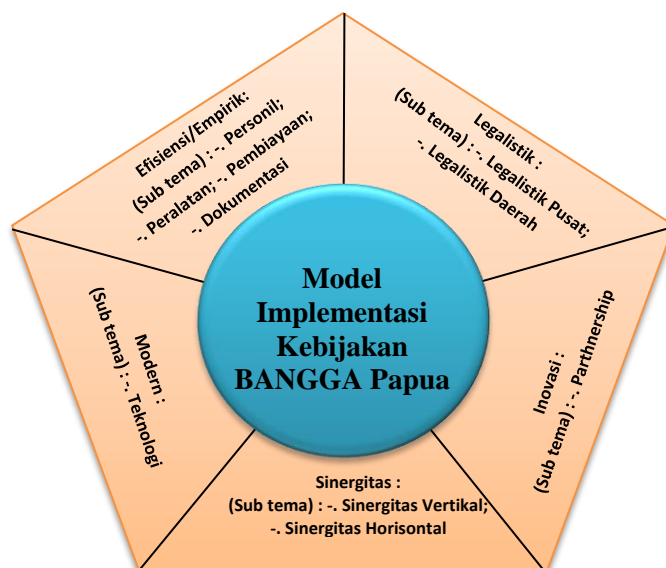 Efisiensi/Empirik:
(Sub tema) : -. Personil;
-. Peralatan; -. Pembiayaan;
-. Dokumentasi
Legalistik :
(Sub tema) : -. Legalistik Pusat;
-. Legalistik Daerah
Model
Implementasi
Kebijakan
BANGGA Papua
Modern :
(Sub tema) : -. Teknologi
Inovasi :
(Sub tema) : -. Parthnership
Sinergitas :
(Sub tema) : -. Sinergitas Vertikal;
-. Sinergitas Horisontal